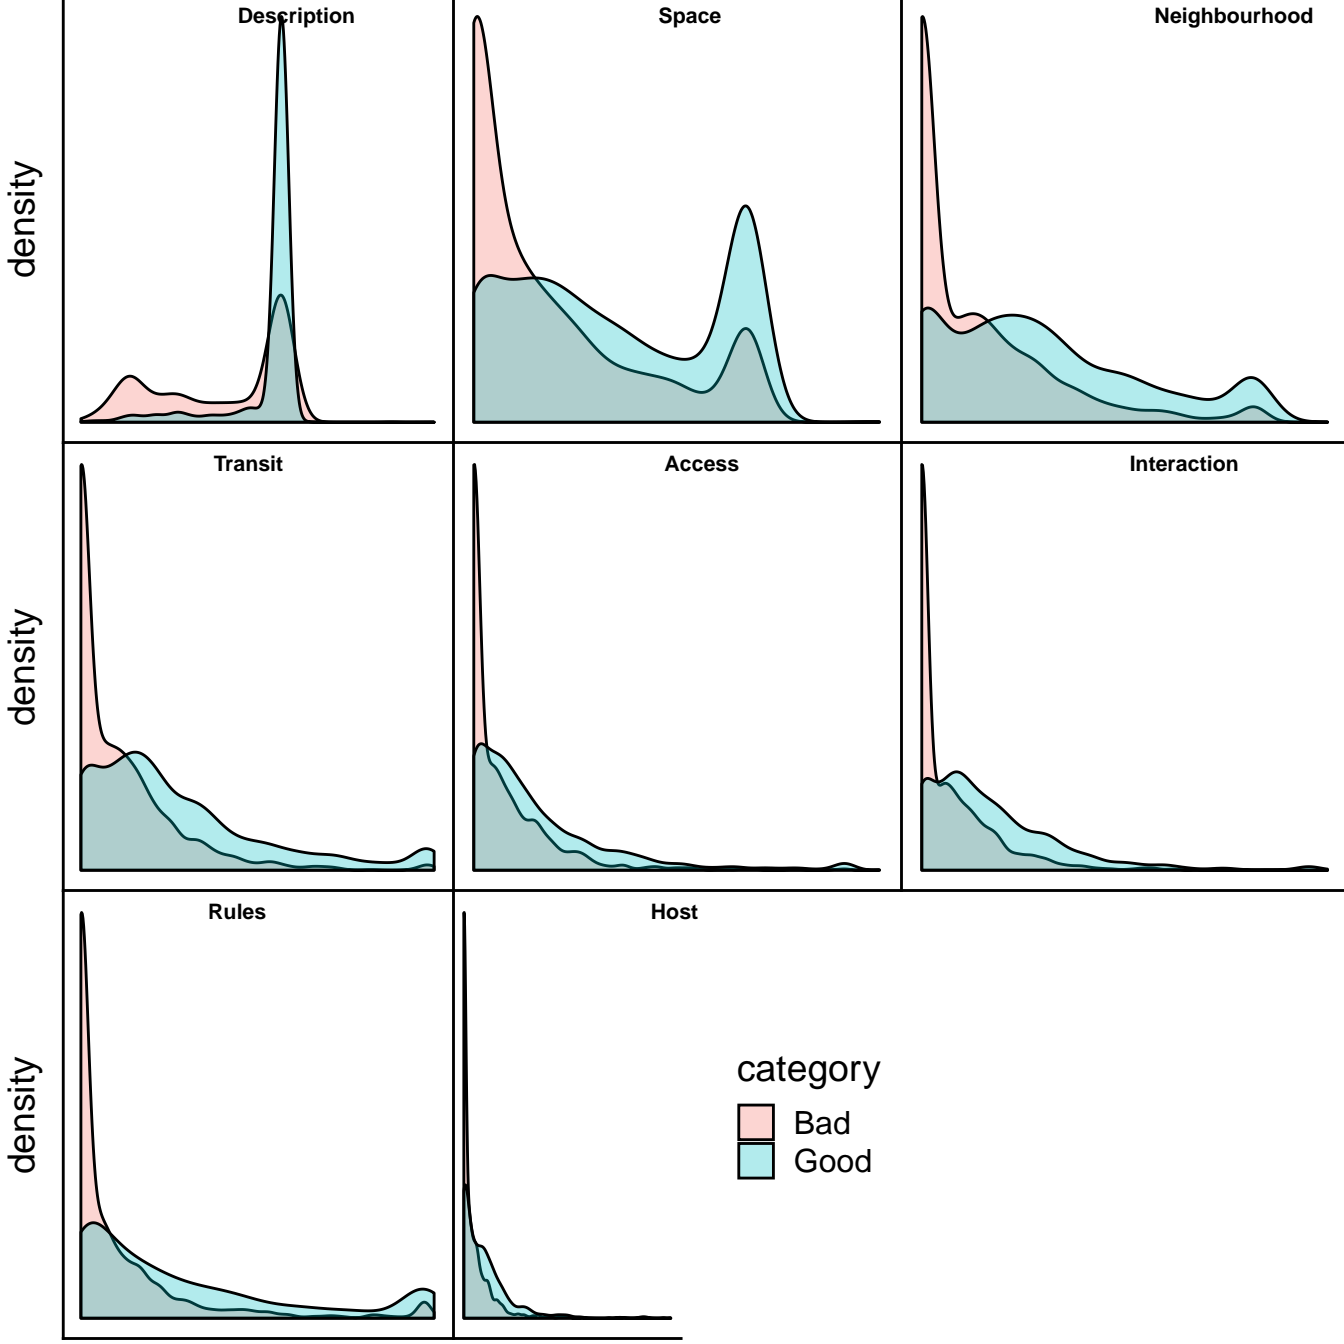 Description
Space
Neighbourhood
density
Transit
Access
Interaction
density
Rules
Host
density
category
Bad
Good